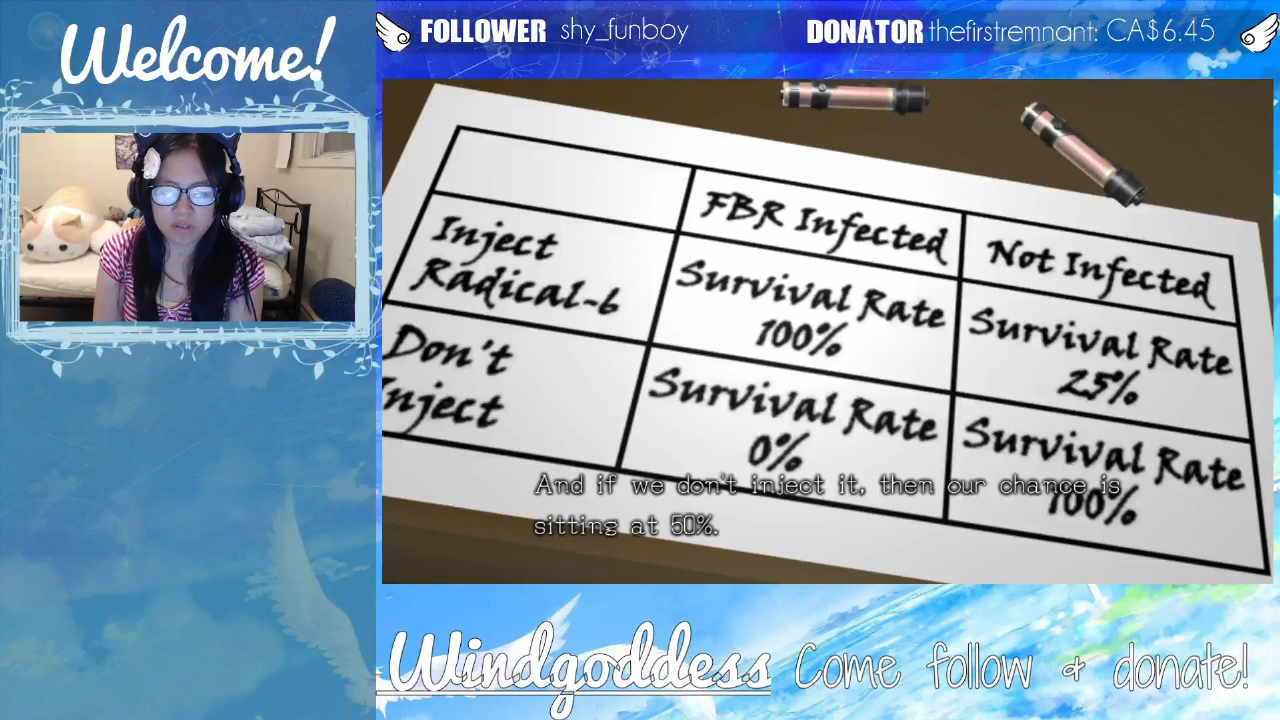 Welcome!
FOLLOWER shy_funboy
DONATOR thefirstremnant: CA$6.45
FBR Infected
Not Infected
Inject
Radical-6
Survival Rate
100%
Survival Rate
25%
Don't
Inject
Survival Rate
0%
Survival Rate
100%
And if we don't inject it, then our chance is
sitting at 50%.
Windgoddess
Come follow & donate!